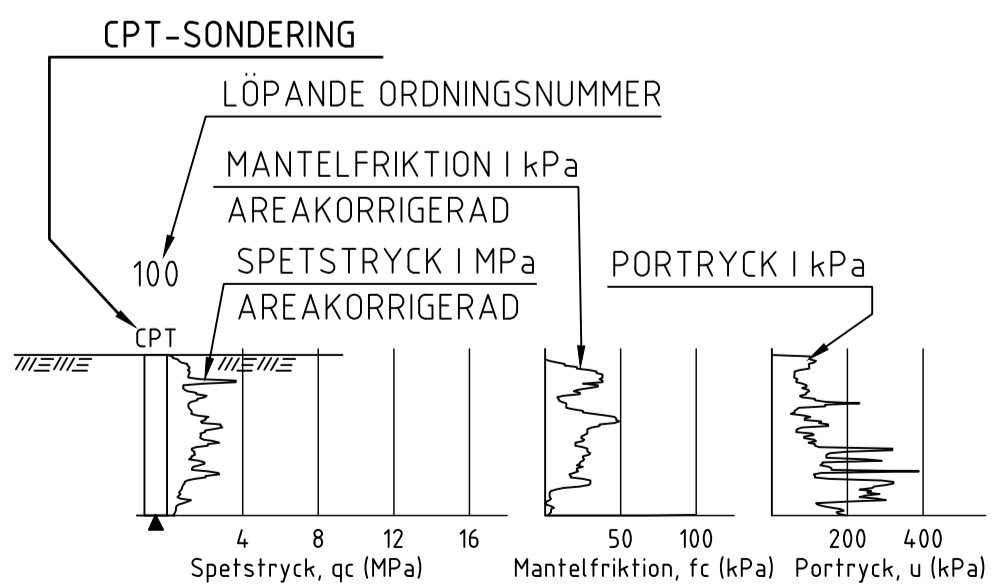 CPT-SONDERING
LÖPANDE ORDNINGSNUMMER
MANTELFRIKTION I kPa
AREAKORRIGERAD
100
SPETSTRYCK I MPa
AREAKORRIGERAD
PORTRYCK I kPa
CPT
4 8 12 16
Spetstryck, qc (MPa)
50 100
Mantelfriktion, fc (kPa)
200 400
Portryck, u (kPa)